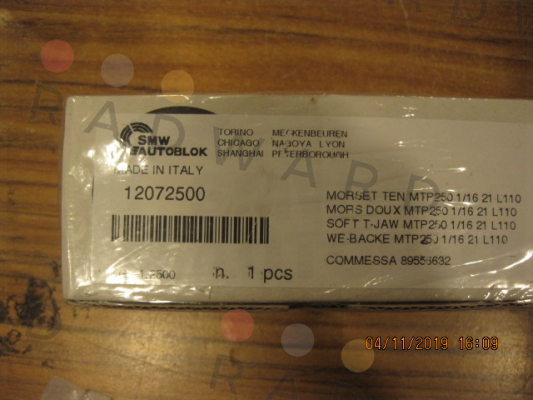 SMW
AUTOBLOK
TORINO MECKENBEUREN
CHICAGO NAGOYA LYON
SHANGHAI PETERBOROUGH
MADE IN ITALY
12072500
n. 1 pcs
MORSET TEN MTP250 1/16 21 L110
MORS DOUX MTP250 1/16 21 L110
SOFT T-JAW MTP250 1/16 21 L110
WE-BACKE MTP250 1/16 21 L110
COMMESSA
04/11/2019 16:09
RADWARD